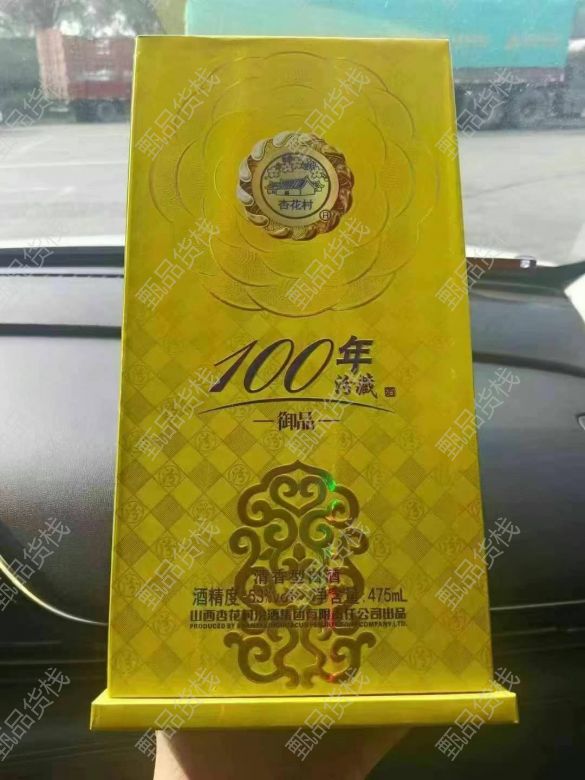 杏花村
®
100年
汾藏
—御品—
清香型白酒
酒精度:53%vol 净含量:475mL
山西杏花村汾酒集团有限责任公司出品
甄品货栈